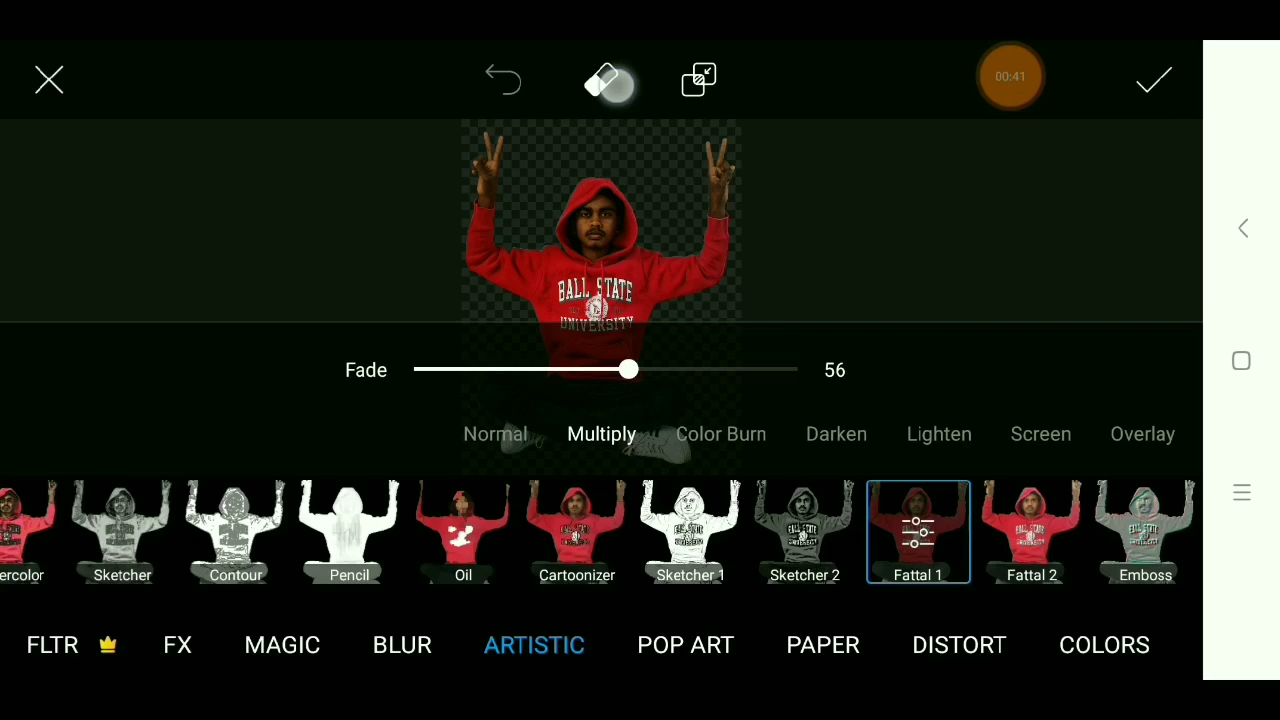 00:41
BALL STATE
UNIVERSITY
Fade 56
Normal Multiply Color Burn Darken Lighten Screen Overlay
ercolor Sketcher Contour Pencil Oil Cartoonizer Sketcher 1 Sketcher 2 Fattal 1 Fattal 2 Emboss
FLTR FX MAGIC BLUR ARTISTIC POP ART PAPER DISTORT COLORS